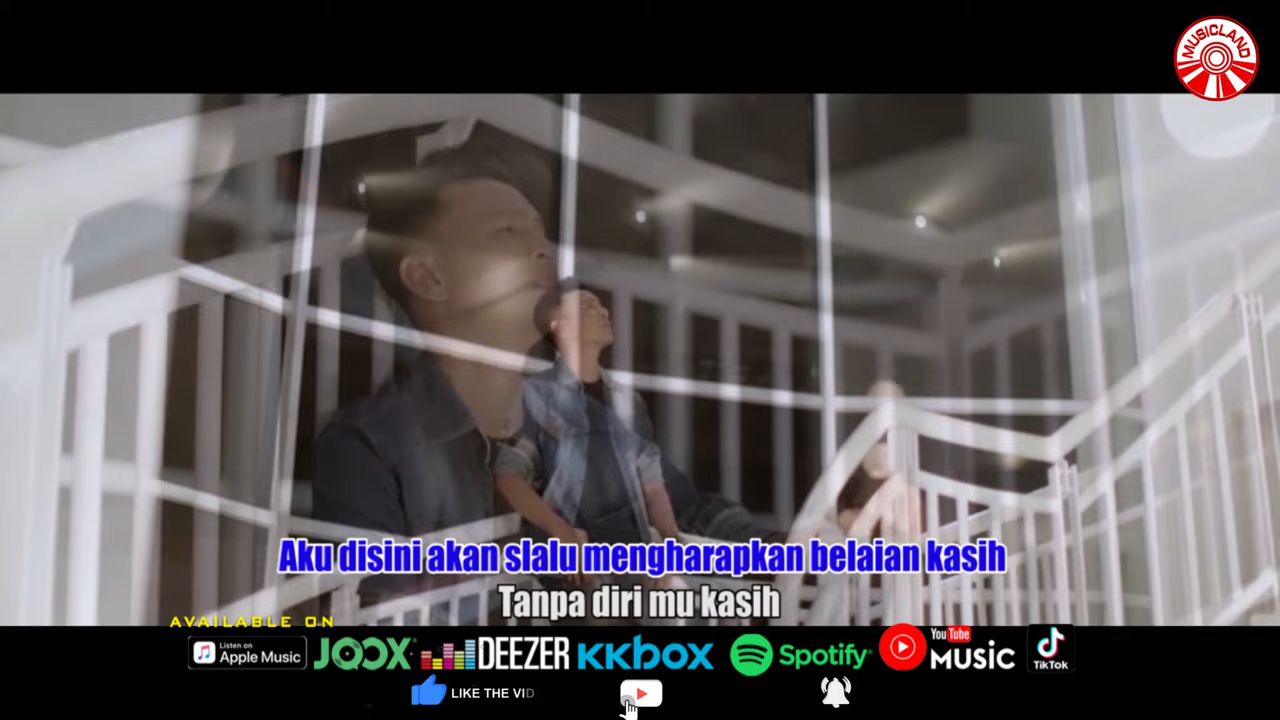 MUSICLAND
Aku disini akan slalu mengharapkan belaian kasih
Tanpa diri mu kasih
AVAILABLE ON
Listen on Apple Music JOOX DEEZER KKBOX Spotify YouTube MUSIC TikTok
LIKE THE VID